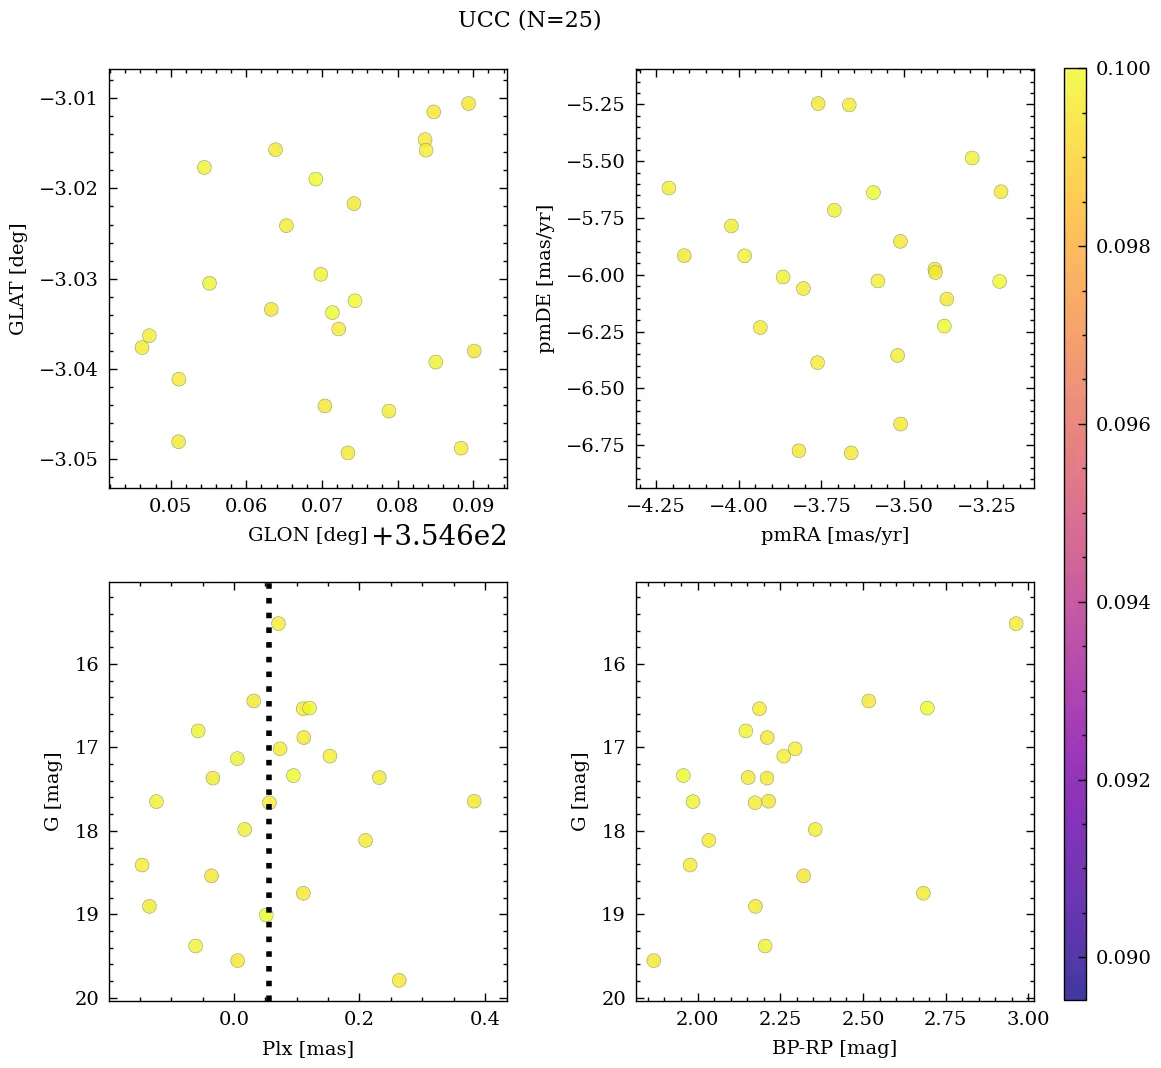 UCC (N=25)
−3.01
−3.02
−3.03
−3.04
−3.05
GLAT [deg]
0.05 0.06 0.07 0.08 0.09
GLON [deg] +3.546e2
−5.25
−5.50
−5.75
−6.00
−6.25
−6.50
−6.75
pmDE [mas/yr]
−4.25 −4.00 −3.75 −3.50 −3.25
pmRA [mas/yr]
0.100
0.098
0.096
0.094
0.092
0.090
16
17
18
19
20
G [mag]
0.0 0.2 0.4
Plx [mas]
16
17
18
19
20
G [mag]
2.00 2.25 2.50 2.75 3.00
BP-RP [mag]